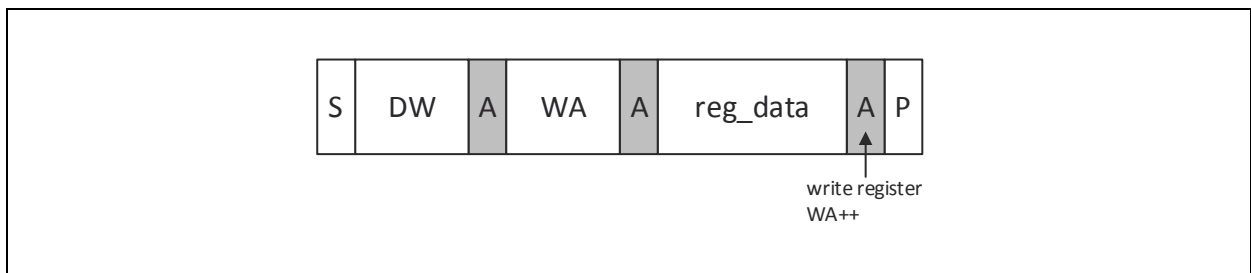 S DW A WA A reg_data A P
write register
WA++